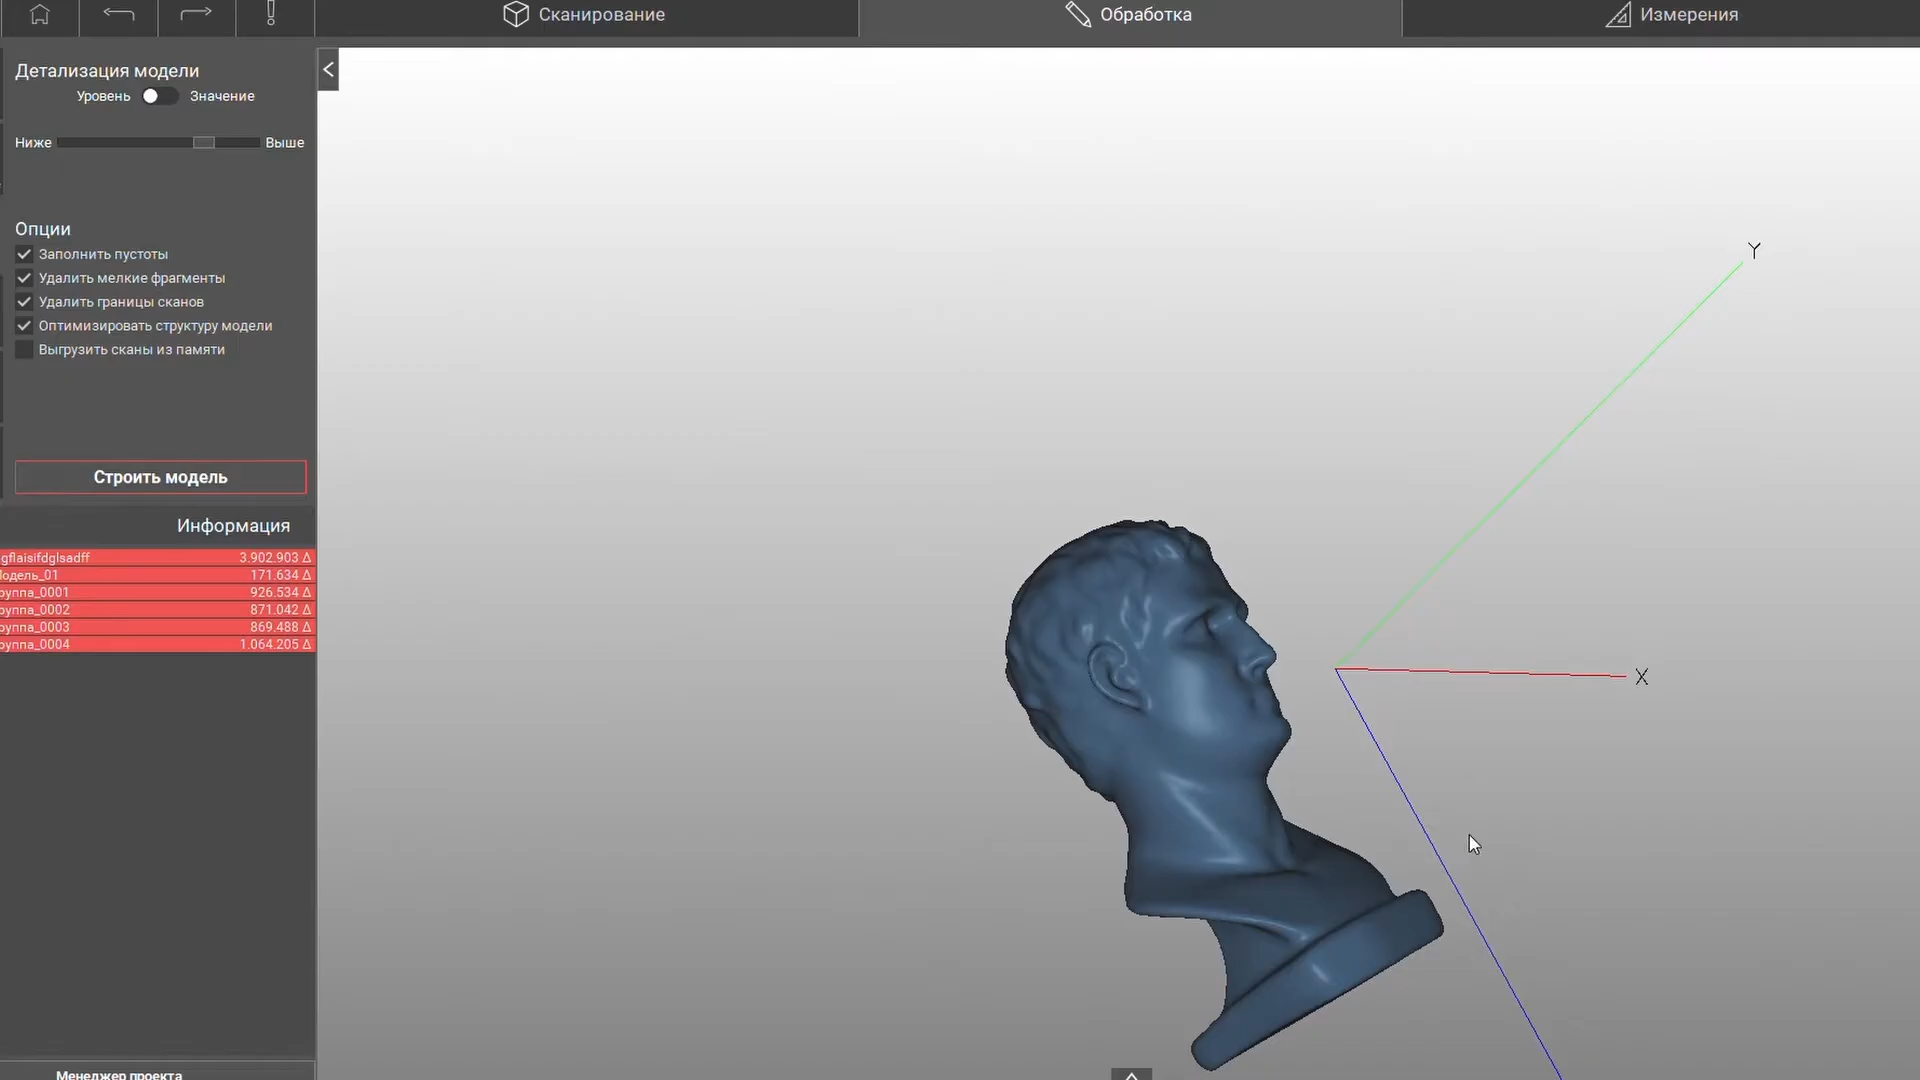 Сканирование
Обработка
Измерения
Детализация модели
Уровень Значение
Ниже Выше
Опции
Заполнить пустоты
Удалить мелкие фрагменты
Удалить границы сканов
Оптимизировать структуру модели
Выгрузить сканы из памяти
Строить модель
Информация
gflaisifdglsadff 3.902.903 Δ
одель_01 171.634 Δ
руппа_0001 926.534 Δ
руппа_0002 871.042 Δ
руппа_0003 869.488 Δ
руппа_0004 1.064.205 Δ
Y
X
Менеджер проекта